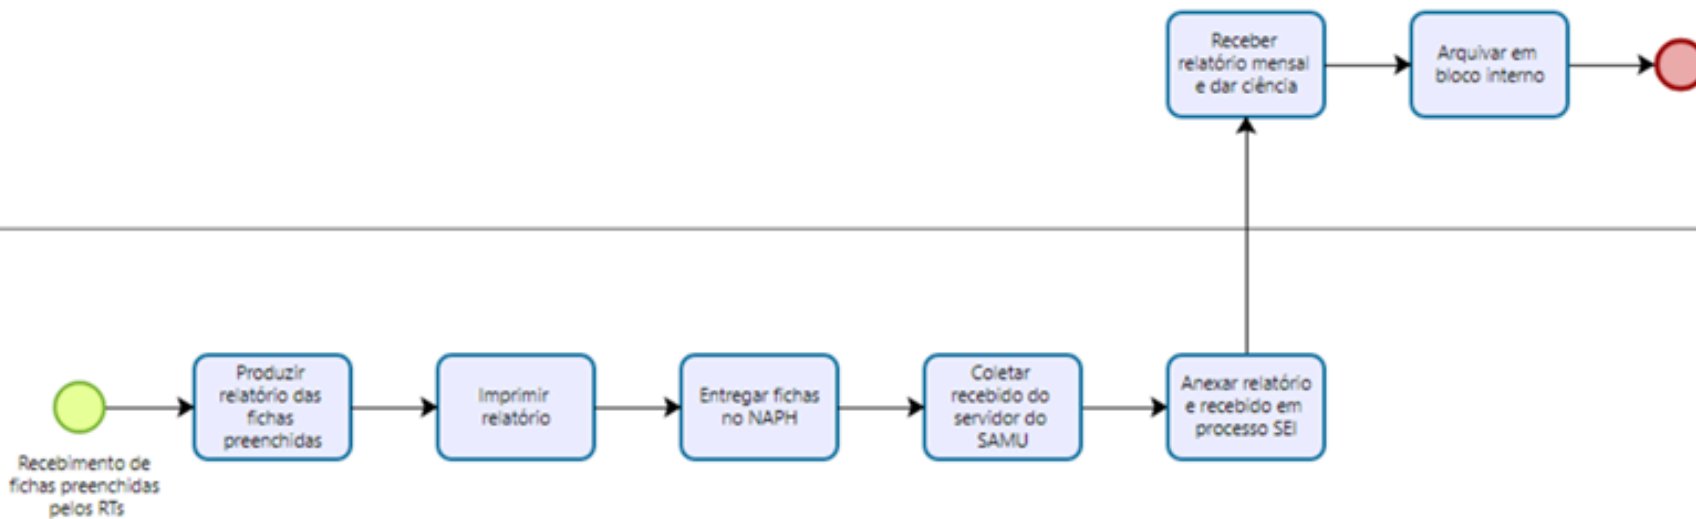 Receber
relatório mensal
e dar ciência
Arquivar em
bloco interno
Produzir
relatório das
fichas
preenchidas
Imprimir
relatório
Entregar fichas
no NAPH
Coletar
recebido do
servidor do
SAMU
Anexar relatório
e recebido em
processo SEI
Recebimento de
fichas preenchidas
pelos RTs